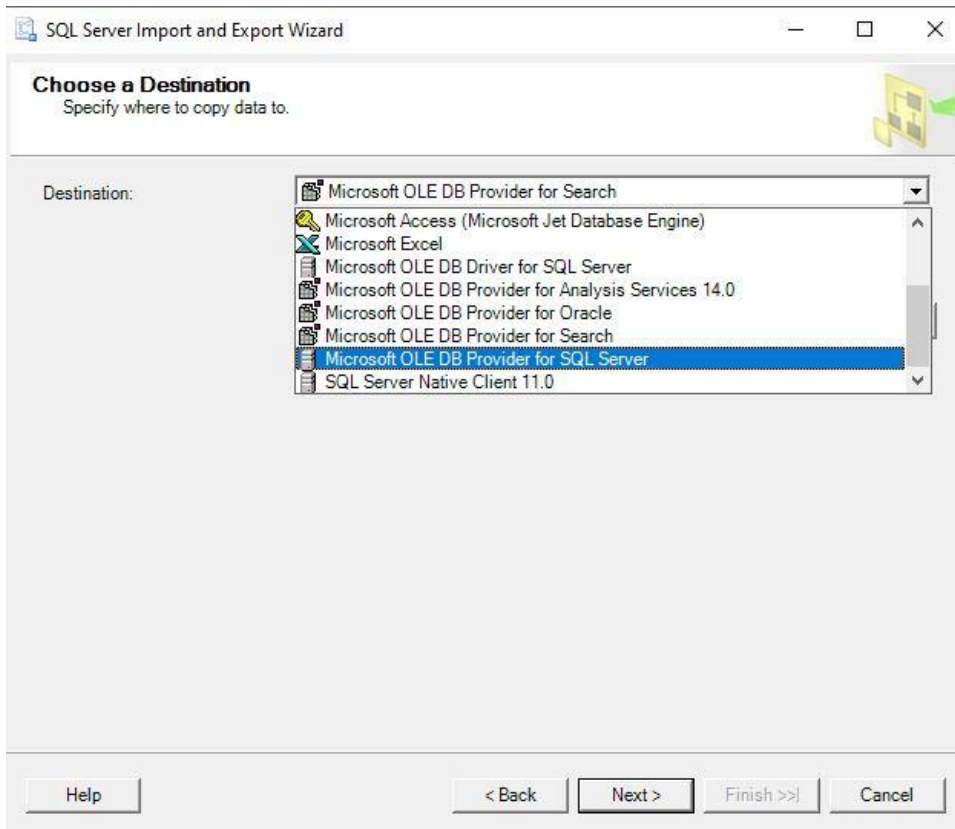 SQL Server Import and Export Wizard
Choose a Destination
Specify where to copy data to.
Destination: Microsoft OLE DB Provider for Search
Microsoft Access (Microsoft Jet Database Engine)
Microsoft Excel
Microsoft OLE DB Driver for SQL Server
Microsoft OLE DB Provider for Analysis Services 14.0
Microsoft OLE DB Provider for Oracle
Microsoft OLE DB Provider for Search
Microsoft OLE DB Provider for SQL Server
SQL Server Native Client 11.0
Help < Back Next > Finish >>| Cancel